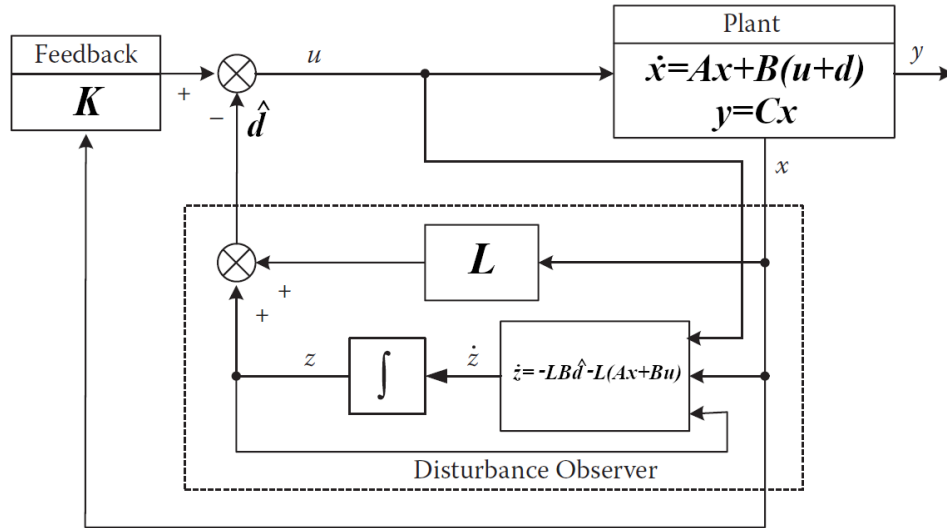 Feedback
K
+
−
d̂
u
Plant
ẋ=Ax+B(u+d)
y=Cx
y
x
L
+
+
z
∫
ż
ż= -LBd̂-L(Ax+Bu)
Disturbance Observer